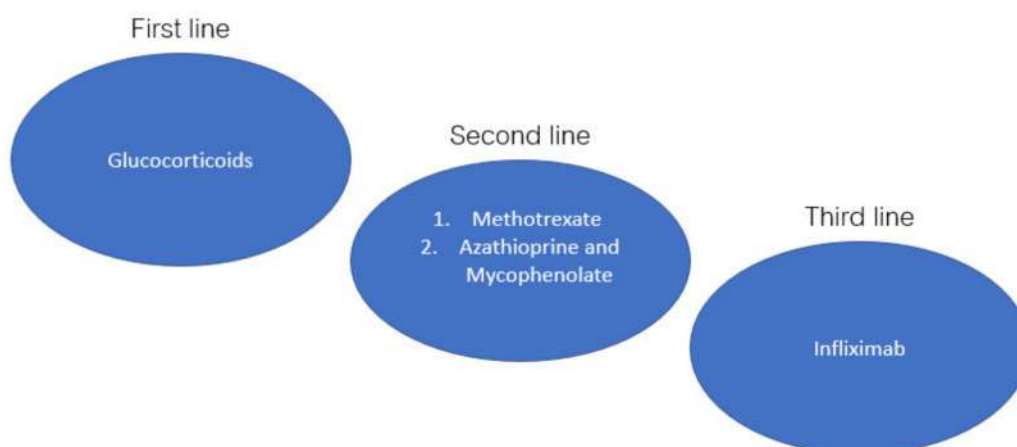 First line
Glucocorticoids
Second line
1. Methotrexate
2. Azathioprine and
Mycophenolate
Third line
Infliximab